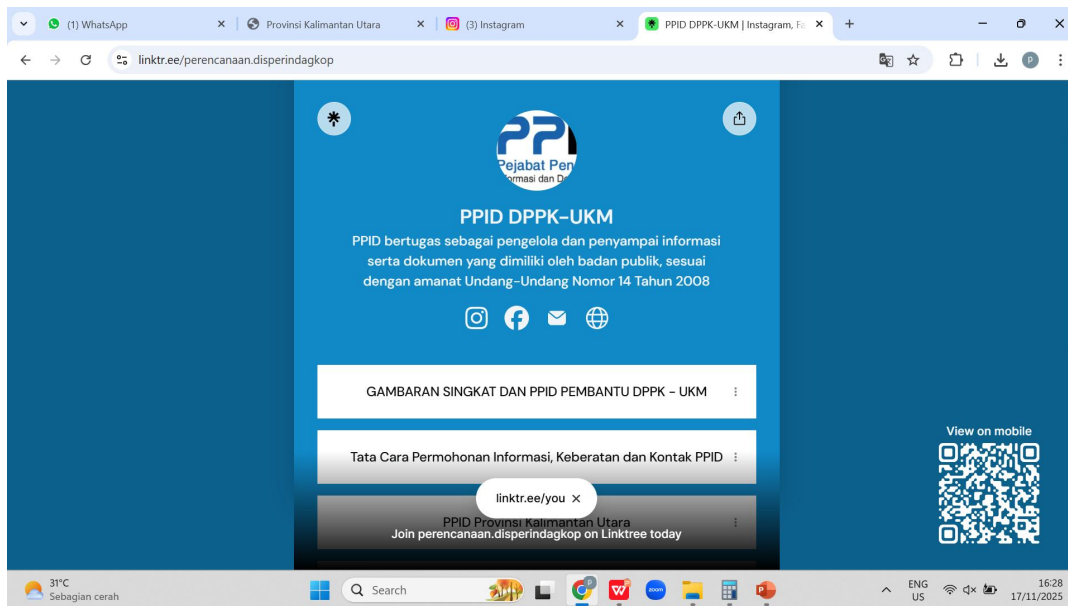 (1) WhatsApp
Provinsi Kalimantan Utara
(3) Instagram
PPID DPPK-UKM | Instagram, Fa
linktr.ee/perencanaan.disperindagkop
PPI
Pejabat Pen
ormasi dan D
PPID DPPK-UKM
PPID bertugas sebagai pengelola dan penyampai informasi
serta dokumen yang dimiliki oleh badan publik, sesuai
dengan amanat Undang-Undang Nomor 14 Tahun 2008
GAMBARAN SINGKAT DAN PPID PEMBANTU DPPK - UKM
Tata Cara Permohonan Informasi, Keberatan dan Kontak PPID
linktr.ee/you
PPID Provinsi Kalimantan Utara
Join perencanaan.disperindagkop on Linktree today
View on mobile
31°C
Sebagian cerah
Search
zoom
ENG
US
16:28
17/11/2025